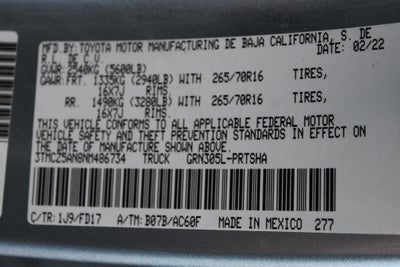 MFD.BY: TOYOTA MOTOR MANUFACTURING DE BAJA CALIFORNIA, S. DE
R.L. DE C.V. DATE: 02/22
GVWR: 2540KG (5600LB)
GAWR: FRT. 1335KG (2940LB) WITH 265/70R16 TIRES,
16X7J RIMS,
RR. 1490KG (3280LB) WITH 265/70R16 TIRES,
16X7J RIMS,
THIS VEHICLE CONFORMS TO ALL APPLICABLE FEDERAL MOTOR
VEHICLE SAFETY AND THEFT PREVENTION STANDARDS IN EFFECT ON
THE DATE OF MANUFACTURE SHOWN ABOVE.
3TMCZ5AN8NM486734 TRUCK GRN305L-PRTSHA
C/TR: 1J9/FD17 A/TM: B07B/AC60F MADE IN MEXICO 277